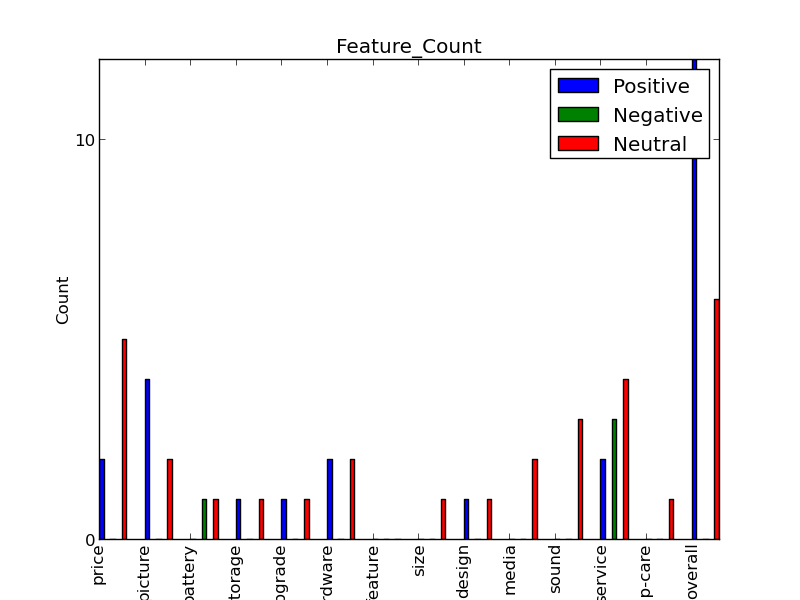 Feature_Count
Positive
Negative
Neutral
10
Count
0
price
picture
battery
torage
ograde
rdware
eature
size
design
media
sound
service
p-care
overall